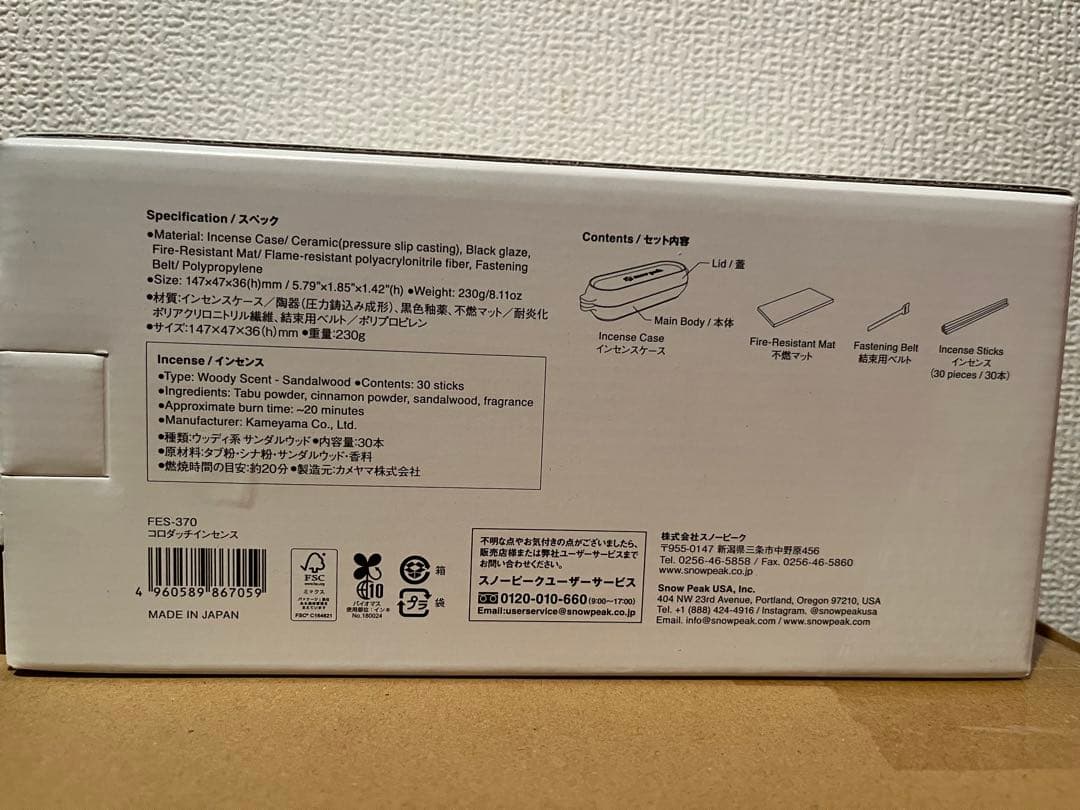 Specification / スペック
●Material: Incense Case/ Ceramic(pressure slip casting), Black glaze,
Fire-Resistant Mat/ Flame-resistant polyacrylonitrile fiber, Fastening
Belt/ Polypropylene
●Size: 147×47×36(h)mm / 5.79"×1.85"×1.42"(h) ●Weight: 230g/8.11oz
●材質:インセンスケース/陶器(圧力鋳込み成形)、黒色釉薬、不燃マット/耐炎化
ポリアクリロニトリル繊維、結束用ベルト/ポリプロピレン
●サイズ:147×47×36(h)mm ●重量:230g
Incense / インセンス
●Type: Woody Scent - Sandalwood ●Contents: 30 sticks
●Ingredients: Tabu powder, cinnamon powder, sandalwood, fragrance
●Approximate burn time: ~20 minutes
●Manufacturer: Kameyama Co., Ltd.
●種類:ウッディ系 サンダルウッド ●内容量:30本
●原材料:タブ粉・シナ粉・サンダルウッド・香料
●燃焼時間の目安:約20分 ●製造元:カメヤマ株式会社
Contents / セット内容
snow peak
Lid / 蓋
Main Body / 本体
Incense Case
インセンスケース
Fire-Resistant Mat
不燃マット
Fastening Belt
結束用ベルト
Incense Sticks
インセンス
(30 pieces / 30本)
FES-370
コロダッチインセンス
4 960589 867059
MADE IN JAPAN
FSC
www.fsc.org
ミックス
FSC® C164821
10
バイオマス
使用部位:インキ
No.180024
箱
プラ
袋
不明な点やお気付きの点がございましたら、
販売店様または弊社ユーザーサービスまで
お問い合わせください。
スノーピークユーザーサービス
0120-010-660 (9:00~17:00)
Email:userservice@snowpeak.co.jp
株式会社スノーピーク
〒955-0147 新潟県三条市中野原456
Tel. 0256-46-5858 / Fax. 0256-46-5860
www.snowpeak.co.jp
Snow Peak USA, Inc.
404 NW 23rd Avenue, Portland, Oregon 97210, USA
Tel. +1 (888) 424-4916 / Instagram. @snowpeakusa
Email. info@snowpeak.com / www.snowpeak.com